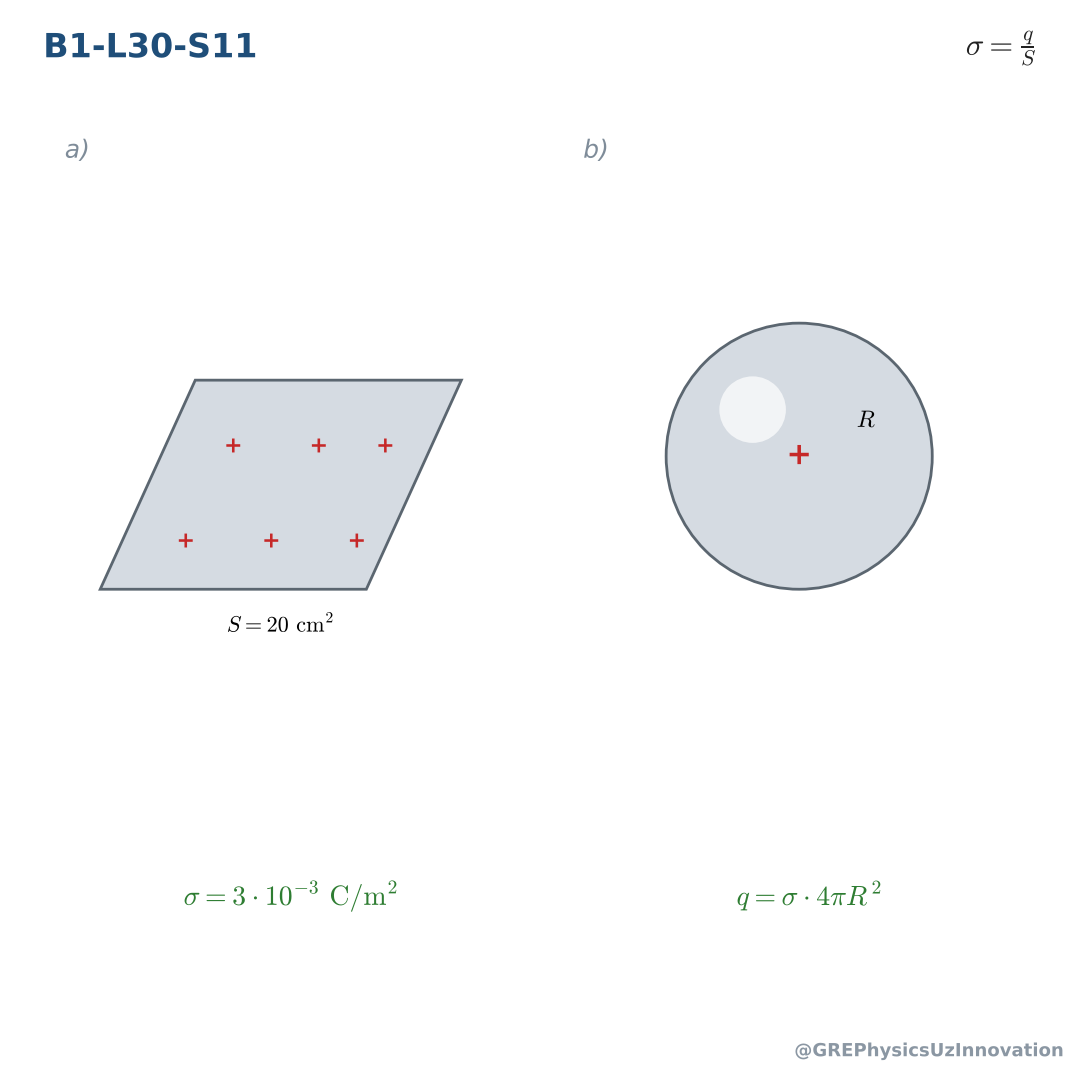 B1-L30-S11
σ = q/S
a)
b)
+ + +
+ + +
S = 20 cm²
R
+
σ = 3 · 10⁻³ C/m²
q = σ · 4πR²
@GREPhysicsUzInnovation